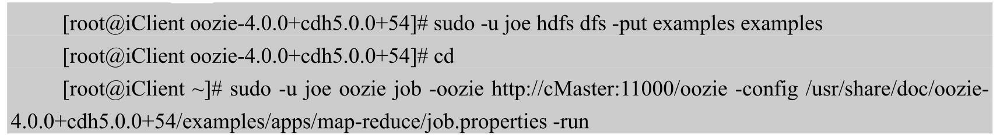 [root@iClient oozie-4.0.0+cdh5.0.0+54]# sudo -u joe hdfs dfs -put examples examples
[root@iClient oozie-4.0.0+cdh5.0.0+54]# cd
[root@iClient ~]# sudo -u joe oozie job -oozie http://cMaster:11000/oozie -config /usr/share/doc/oozie-
4.0.0+cdh5.0.0+54/examples/apps/map-reduce/job.properties -run